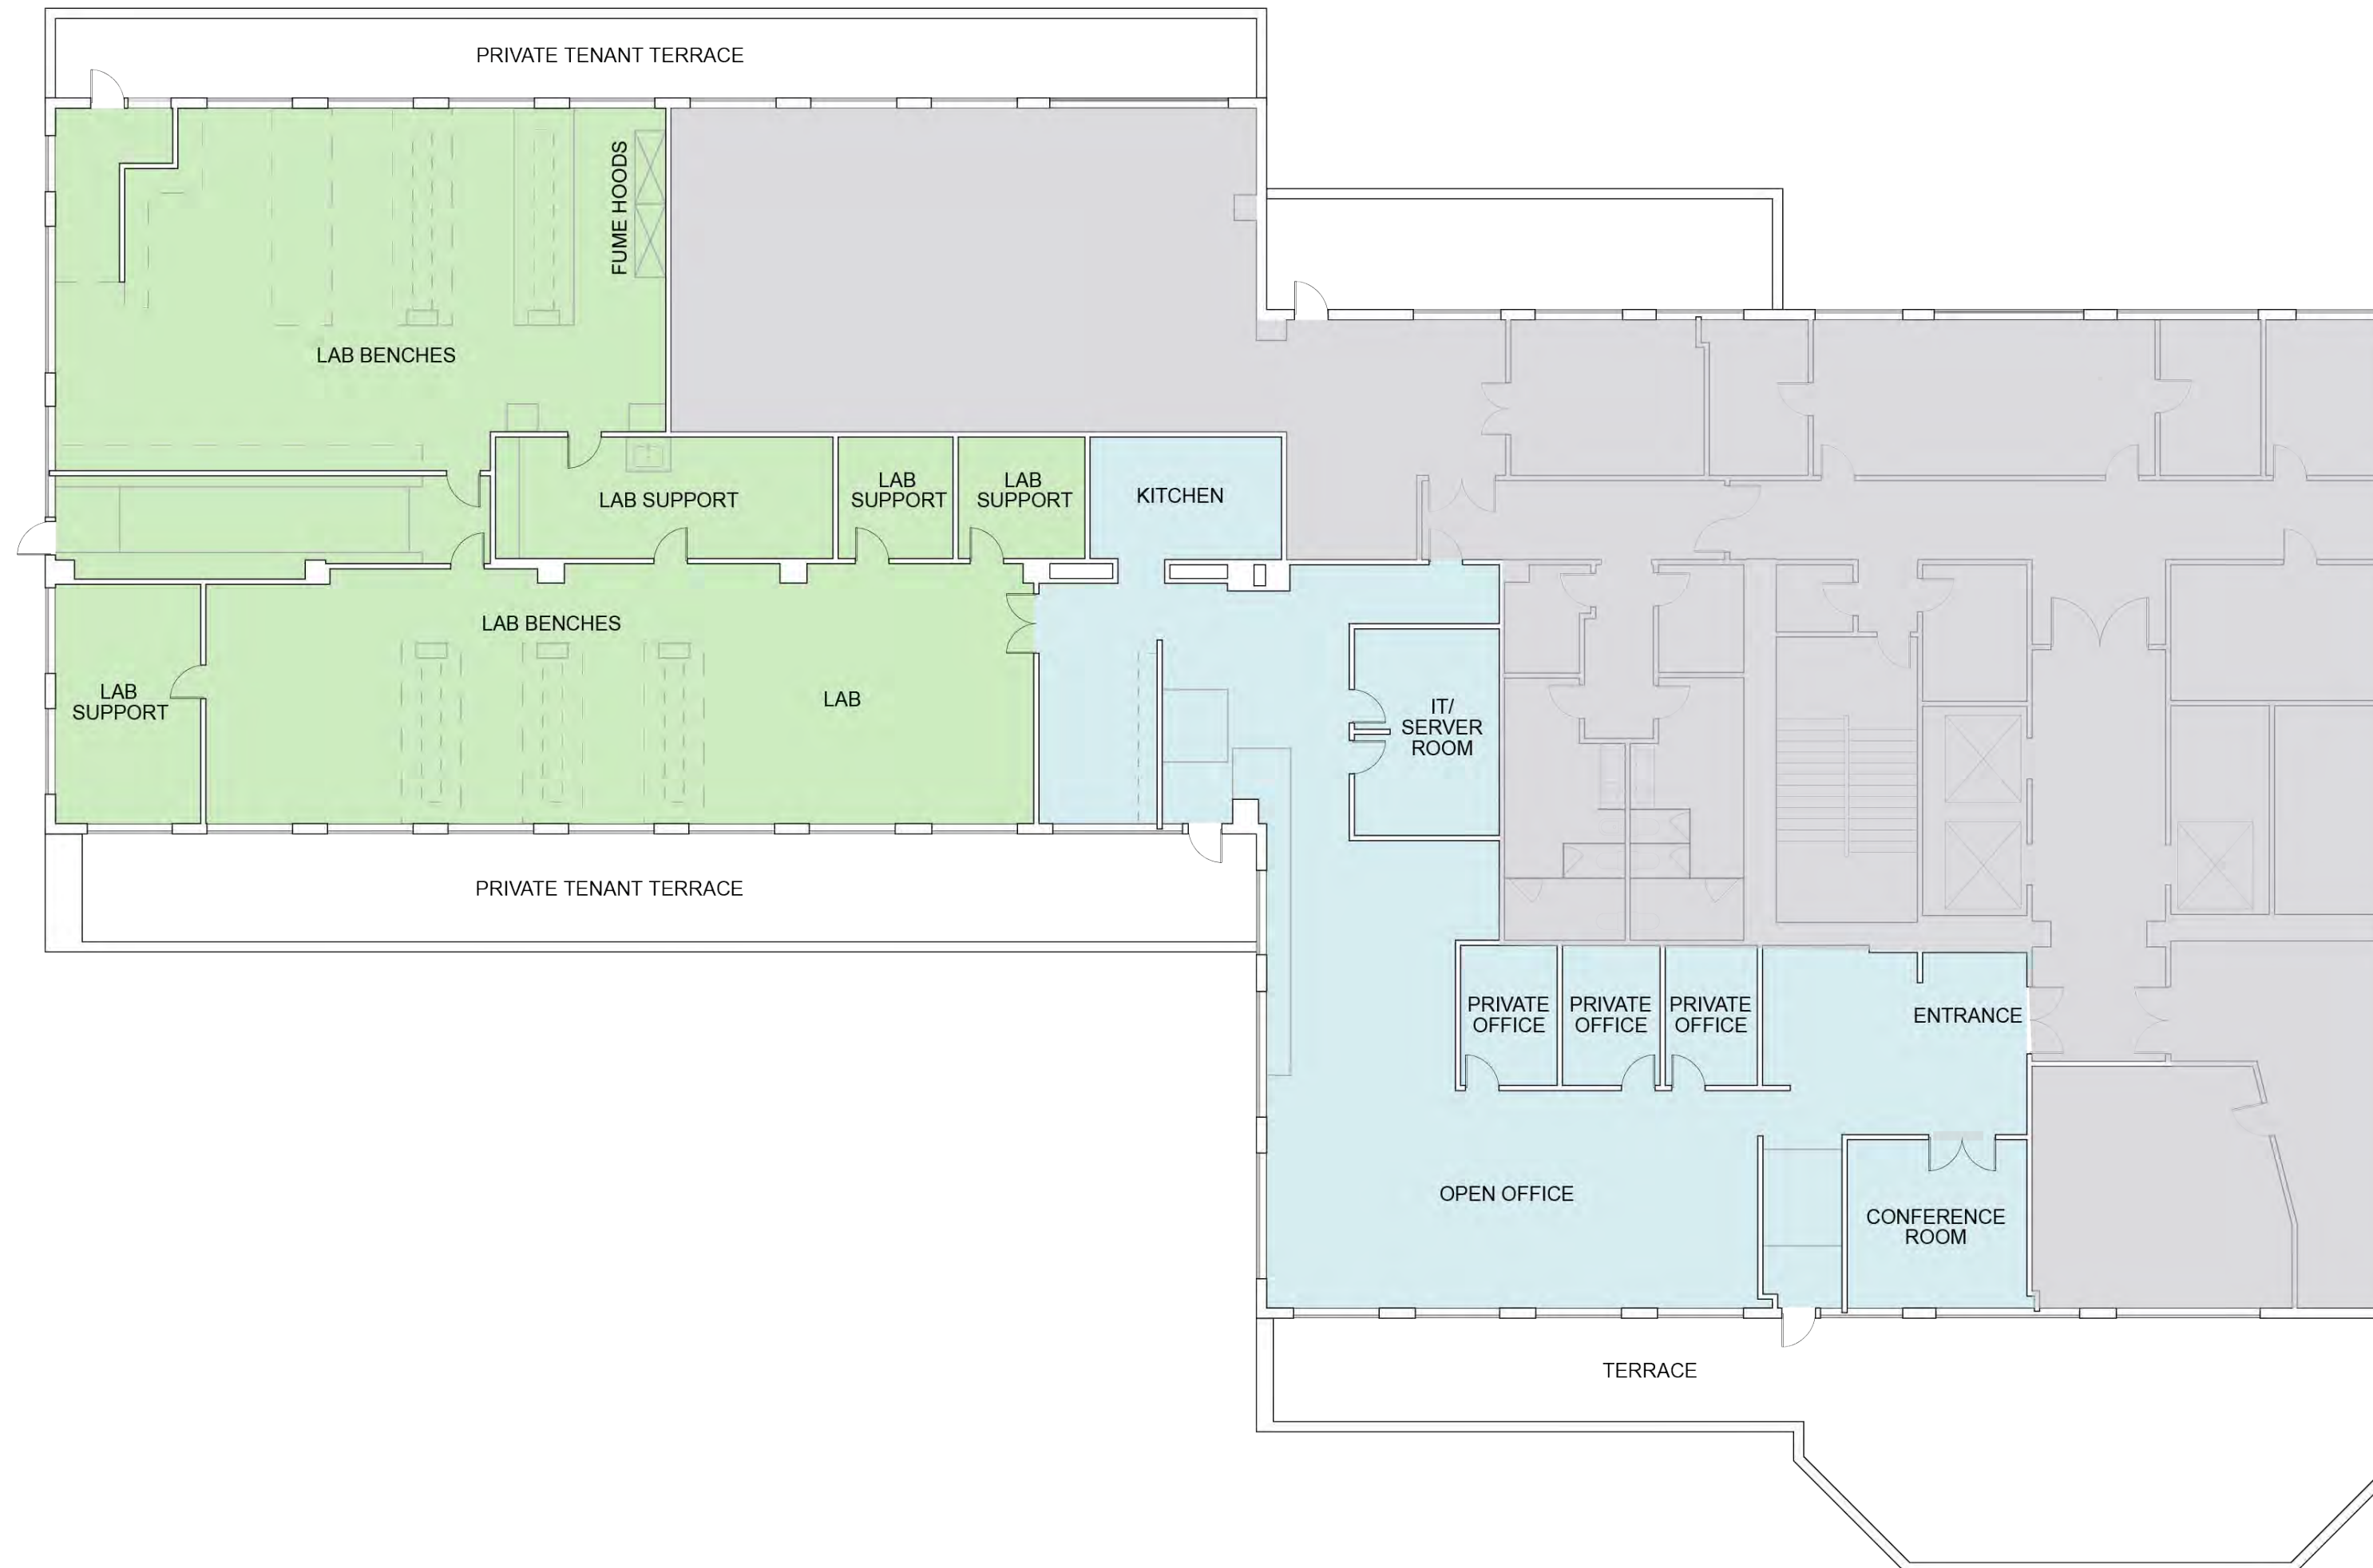 PRIVATE TENANT TERRACE
FUME HOODS
LAB BENCHES
LAB SUPPORT
LAB
SUPPORT
LAB
SUPPORT
KITCHEN
LAB BENCHES
LAB
SUPPORT
LAB
IT/
SERVER
ROOM
PRIVATE TENANT TERRACE
PRIVATE
OFFICE
PRIVATE
OFFICE
PRIVATE
OFFICE
ENTRANCE
OPEN OFFICE
CONFERENCE
ROOM
TERRACE